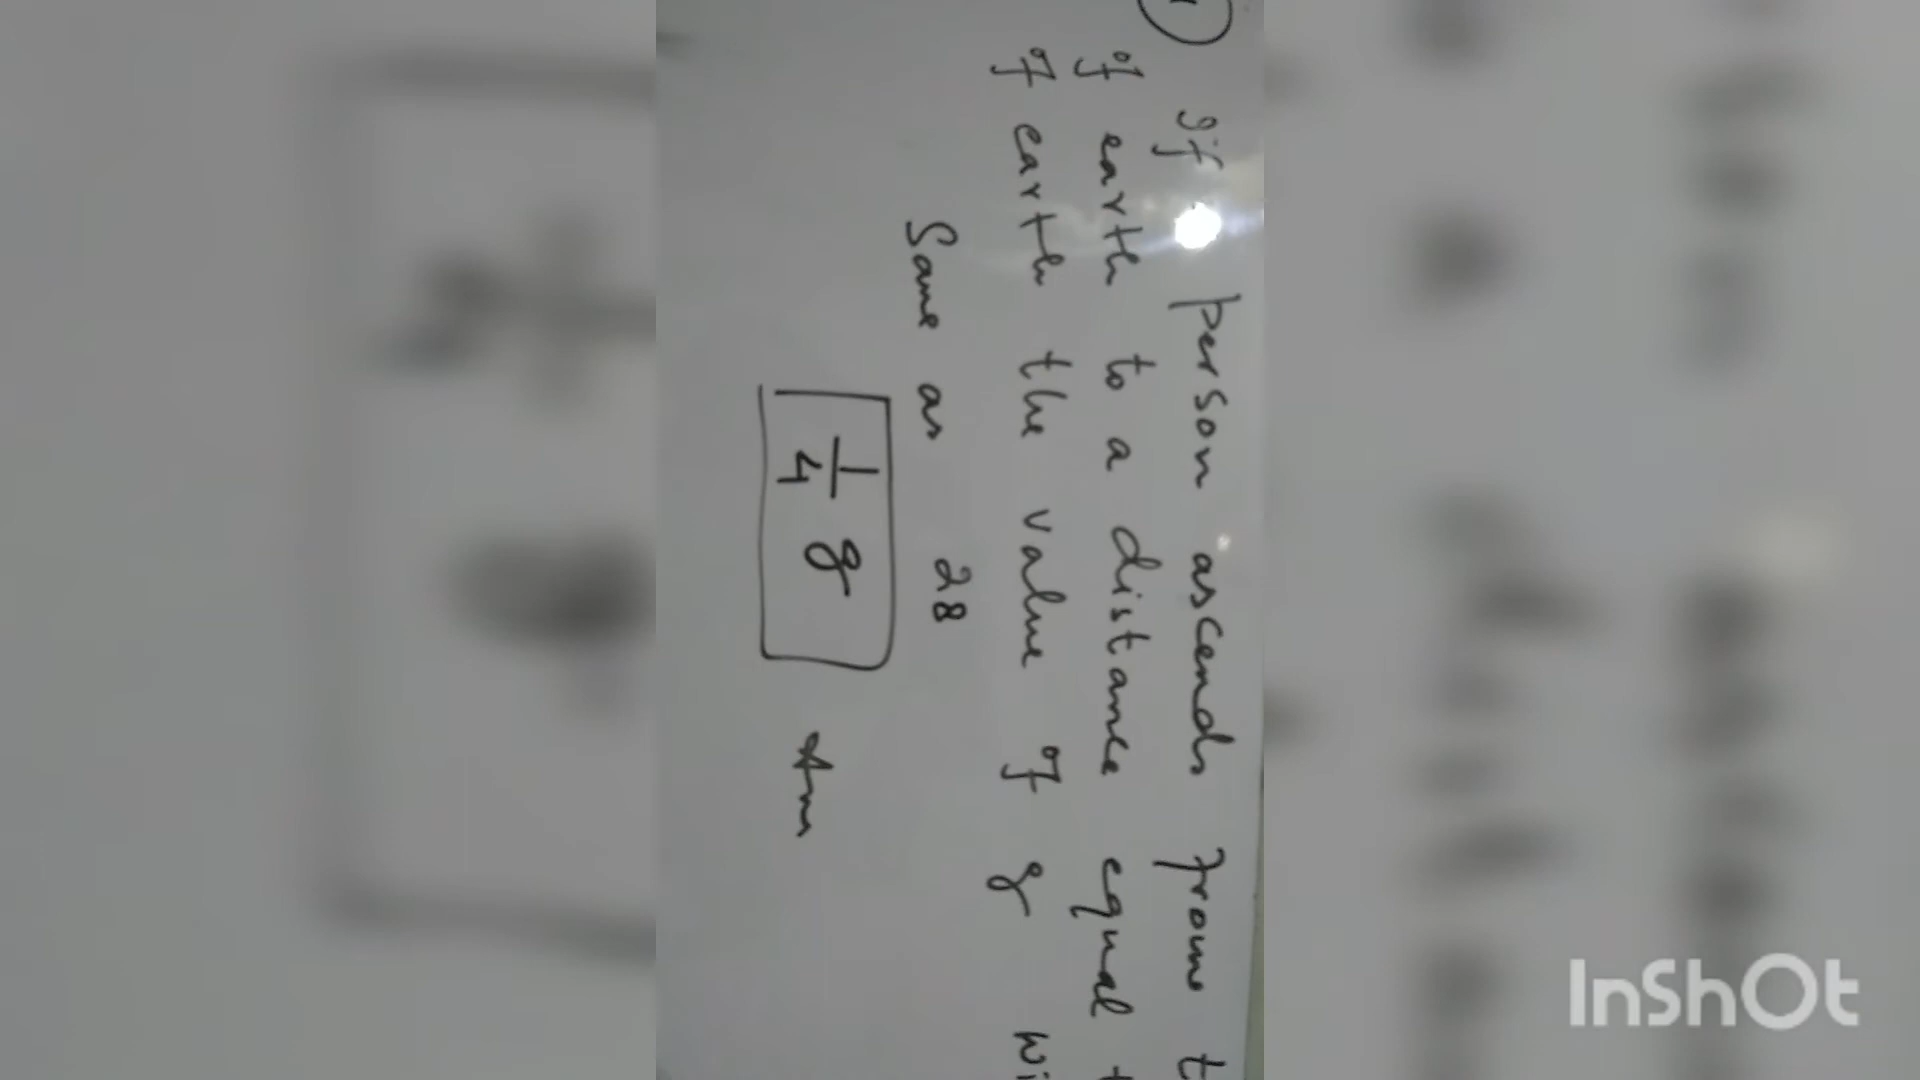 If person ascends from
of earth to a distance equal
of earth the value of g
Same as 28
1/4 g Ans
InShOt